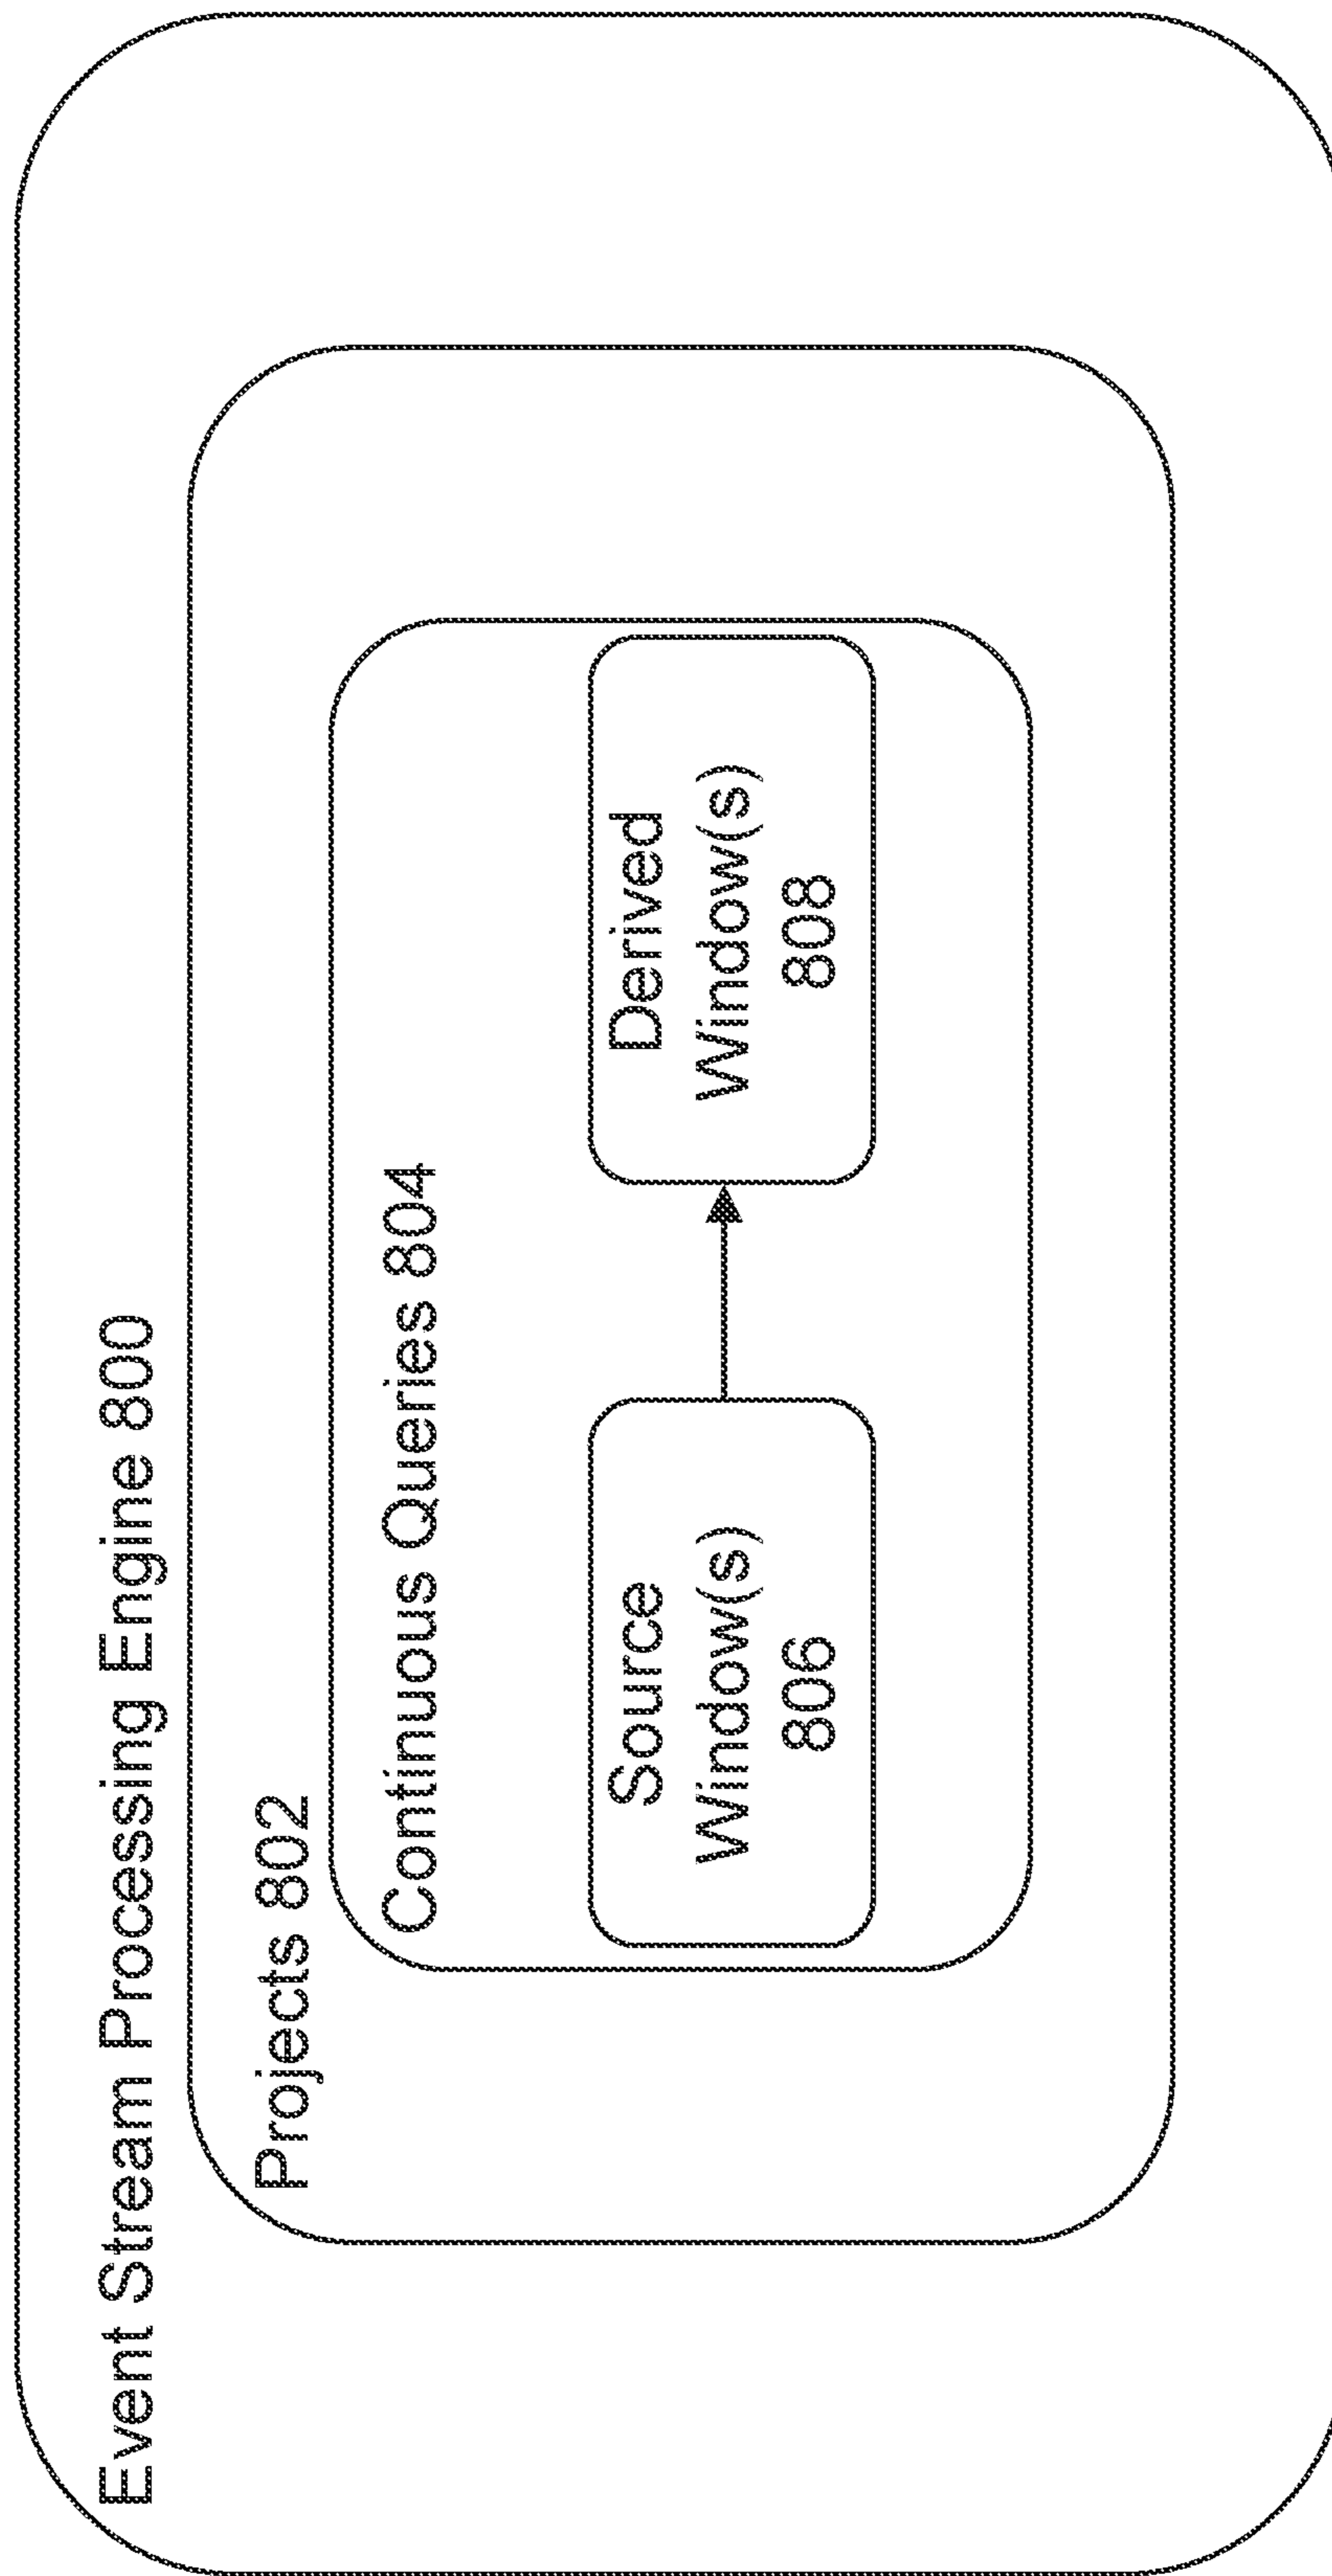 Event Stream Processing Engine 800
Projects 802
Continuous Queries 804
Source
Window(s)
806
Derived
Window(s)
808